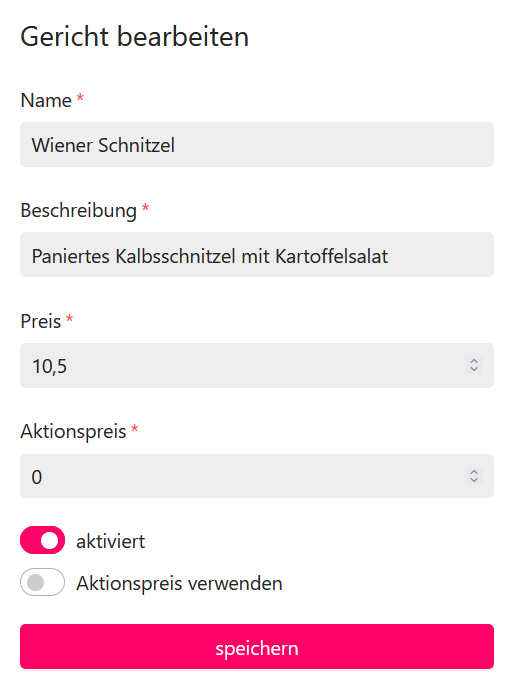 Gericht bearbeiten
Name *
Wiener Schnitzel
Beschreibung *
Paniertes Kalbsschnitzel mit Kartoffelsalat
Preis *
10,5
Aktionspreis *
0
aktiviert
Aktionspreis verwenden
speichern